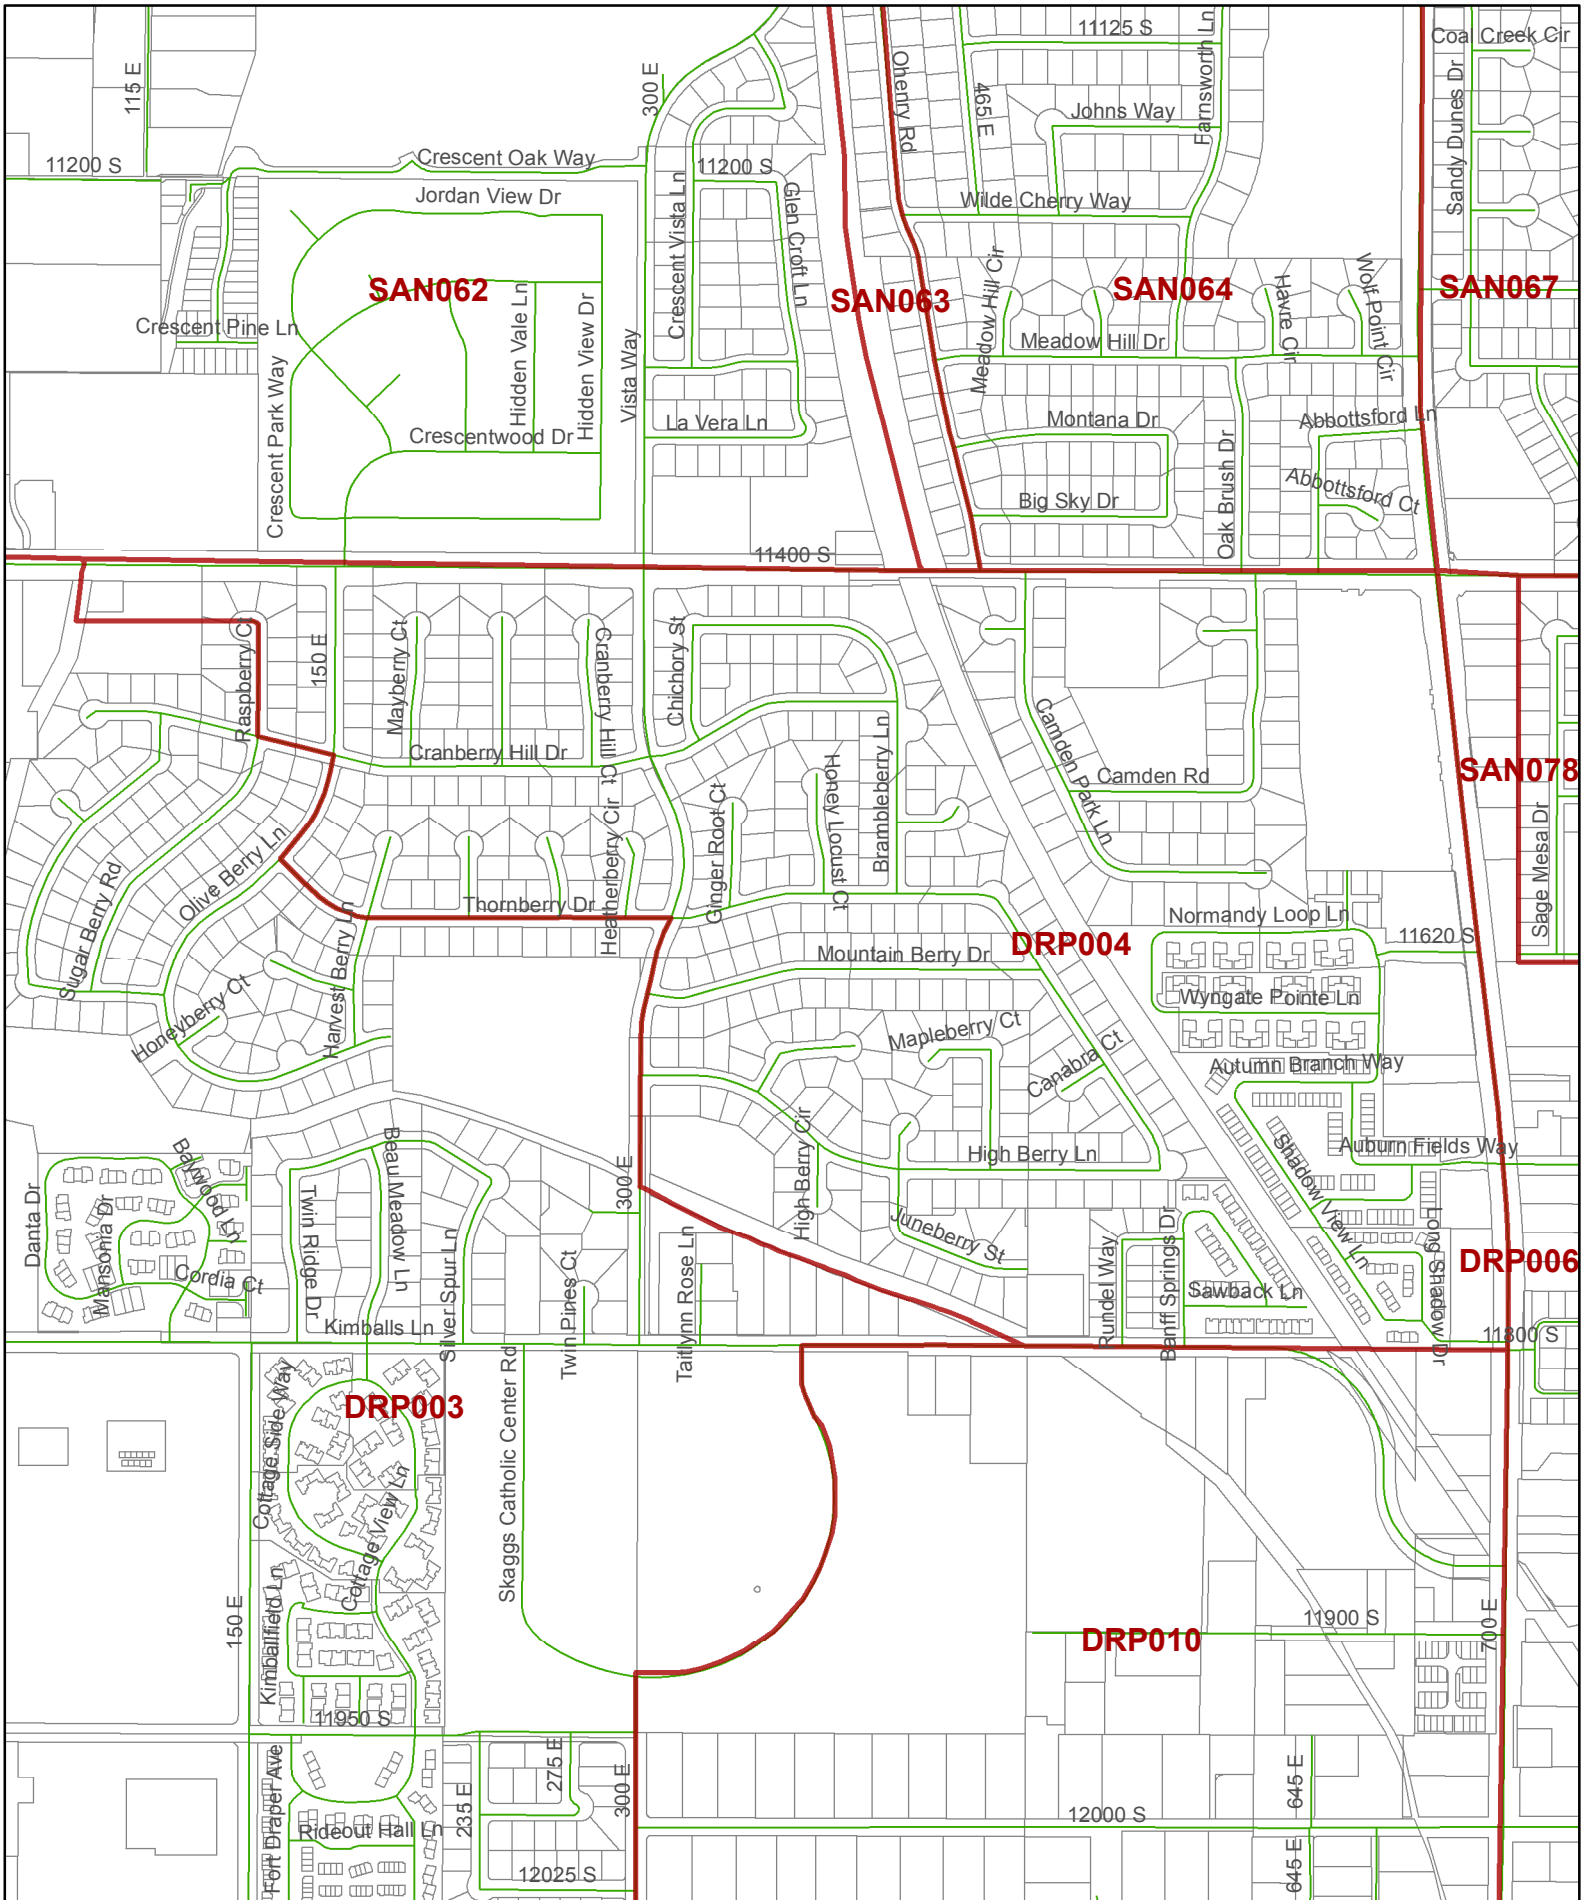 11125 S
Coal Creek Cir
115 E
300 E
Ohenry Rd
465 E
Farnsworth Ln
Johns Way
Sandy Dunes Dr
11200 S
Crescent Oak Way
11200 S
Jordan View Dr
Wilde Cherry Way
Crescent Vista Ln
Glen Croft Ln
SAN062
SAN063
SAN064
SAN067
Meadow Hill Cir
Havre Cir
Wolf Point Cir
Crescent Pine Ln
Hidden Vale Ln
Hidden View Dr
Vista Way
Meadow Hill Dr
Crescent Park Way
Crescentwood Dr
La Vera Ln
Montana Dr
Abbottsford Ln
Oak Brush Dr
Big Sky Dr
Abbottsford Ct
11400 S
Raspberry Ct
150 E
Mayberry Ct
Cranberry Hill Ct
Chichory St
Cranberry Hill Dr
Camden Park Ln
Camden Rd
SAN078
Honey Locust Ct
Brambleberry Ln
Ginger Root Ct
Heatherberry Cir
Olive Berry Ln
Sugar Berry Rd
Thornberry Dr
Sage Mesa Dr
Normandy Loop Ln
11620 S
DRP004
Mountain Berry Dr
Harvest Berry Ln
Honeyberry Ct
Wyngate Pointe Ln
Mapleberry Ct
Canabra Ct
Autumn Branch Way
Baywood Ln
Beau Meadow Ln
High Berry Cir
High Berry Ln
Shadow View Ln
Auburn Fields Way
Danta Dr
Mansonia Dr
Twin Ridge Dr
300 E
Juneberry St
Silver Spur Ln
Cordia Ct
Twin Pines Ct
Taitlynn Rose Ln
Rundel Way
Banff Springs Dr
Sawback Ln
Long Shadow Dr
DRP006
Kimballs Ln
11800 S
Cottage Side Way
DRP003
Skaggs Catholic Center Rd
Cottage View Ln
150 E
Kimballfield Ln
11900 S
DRP010
700 E
11950 S
Fort Draper Ave
275 E
235 E
300 E
645 E
12000 S
Rideout Hall Ln
12025 S
645 E